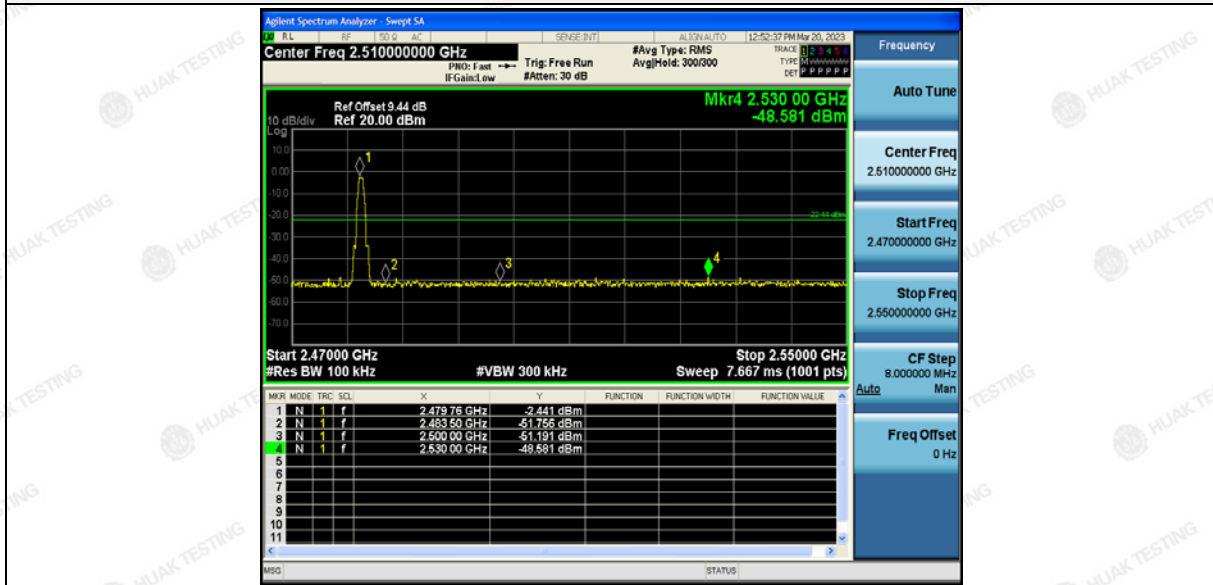 Agilent Spectrum Analyzer - Swept SA
RL RF 50 Ω AC SENSE:INT ALIGN AUTO 12:52:37 PM Mar 20, 2023
Center Freq 2.510000000 GHz
PNO: Fast
IFGain:Low
Trig: Free Run
#Atten: 30 dB
#Avg Type: RMS
Avg|Hold: 300/300
TRACE 1 2 3 4 5 6
TYPE M
DET P P P P P P
Ref Offset 9.44 dB
10 dB/div Ref 20.00 dBm
Log
Mkr4 2.530 00 GHz
-48.581 dBm
10.0
0.00
-10.0
-20.0
-30.0
-40.0
-50.0
-60.0
-70.0
1
2
3
4
Start 2.47000 GHz Stop 2.55000 GHz
#Res BW 100 kHz #VBW 300 kHz Sweep 7.667 ms (1001 pts)
MKR MODE TRC SCL X Y FUNCTION FUNCTION WIDTH FUNCTION VALUE
1 N 1 f 2.479 76 GHz -2.441 dBm
2 N 1 f 2.483 50 GHz -51.756 dBm
3 N 1 f 2.500 00 GHz -51.191 dBm
4 N 1 f 2.530 00 GHz -48.581 dBm
5
6
7
8
9
10
11
MSG STATUS
Frequency
Auto Tune
Center Freq
2.510000000 GHz
Start Freq
2.470000000 GHz
Stop Freq
2.550000000 GHz
CF Step
8.000000 MHz
Auto Man
Freq Offset
0 Hz
HUAK TESTING
HUAK TESTING
HUAK TESTING
HUAK TESTING